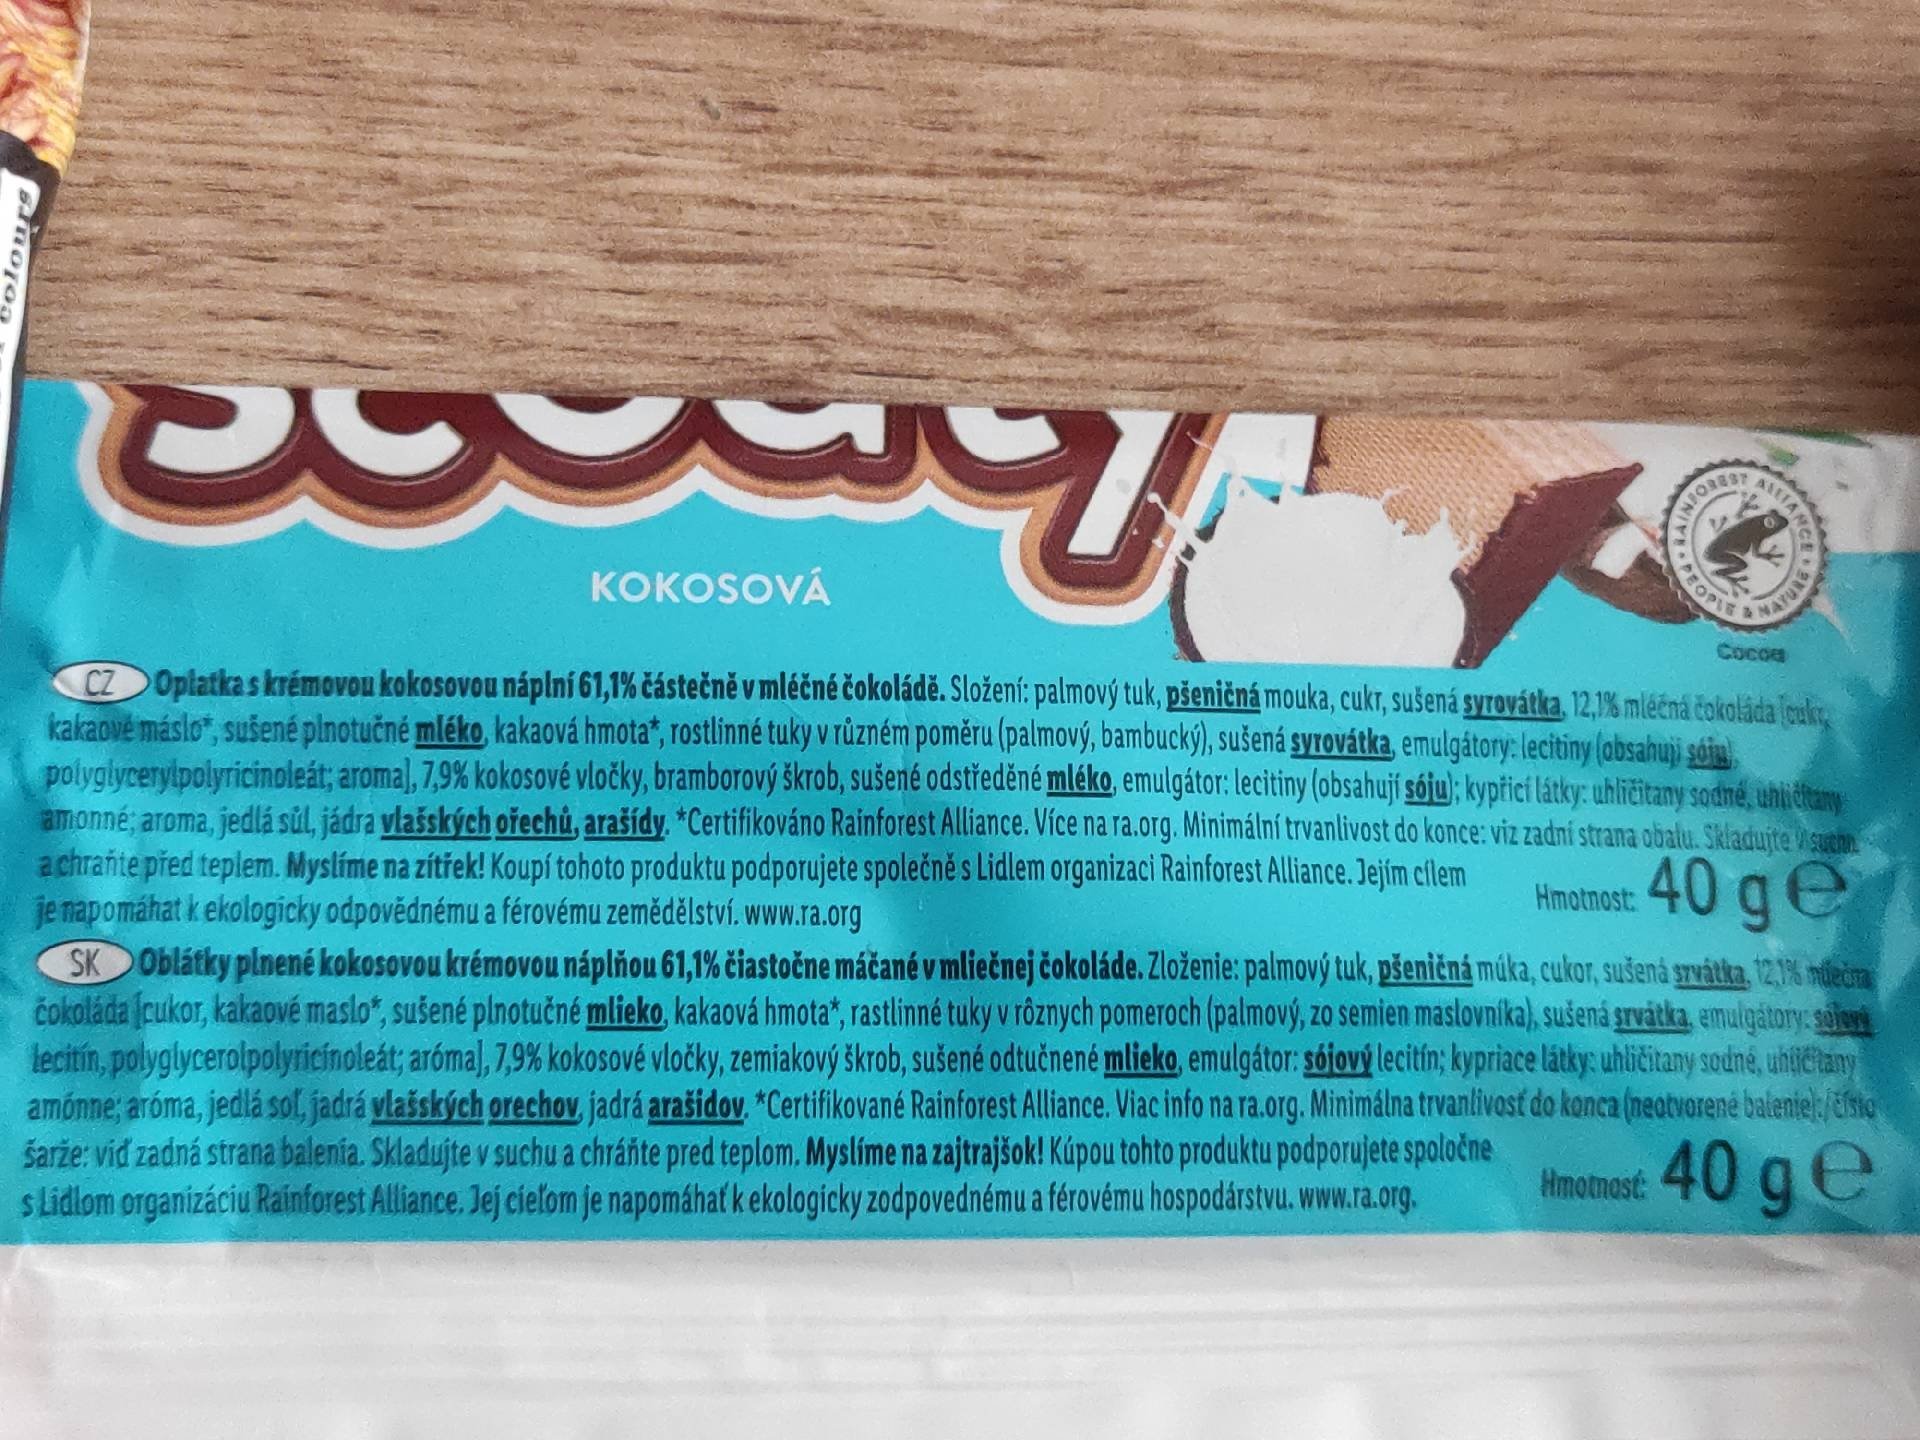 colours
KOKOSOVÁ
RAINFOREST ALLIANCE
PEOPLE & NATURE
Cocoa
CZ Oplatka s krémovou kokosovou náplní 61,1% částečně v mléčné čokoládě. Složení: palmový tuk, pšeničná mouka, cukr, sušená syrovátka, 12,1% mléčná čokoláda [cukr,
kakaové máslo*, sušené plnotučné mléko, kakaová hmota*, rostlinné tuky v různém poměru (palmový, bambucký), sušená syrovátka, emulgátory: lecitiny (obsahují sóju),
polyglycerylpolyricinoleát; aroma], 7,9% kokosové vločky, bramborový škrob, sušené odstředěné mléko, emulgátor: lecitiny (obsahují sóju); kypřicí látky: uhličitany sodné, uhličitany
amonné; aroma, jedlá sůl, jádra vlašských ořechů, arašídy. *Certifikováno Rainforest Alliance. Více na ra.org. Minimální trvanlivost do konce: viz zadní strana obalu. Skladujte v suchu
a chraňte před teplem. Myslíme na zítřek! Koupí tohoto produktu podporujete společně s Lidlem organizaci Rainforest Alliance. Jejím cílem
je napomáhat k ekologicky odpovědnému a férovému zemědělství. www.ra.org
Hmotnost: 40 g e
SK Oblátky plnené kokosovou krémovou náplňou 61,1% čiastočne máčané v mliečnej čokoláde. Zloženie: palmový tuk, pšeničná múka, cukor, sušená srvátka, 12,1% mliečna
čokoláda [cukor, kakaové maslo*, sušené plnotučné mlieko, kakaová hmota*, rastlinné tuky v rôznych pomeroch (palmový, zo semien maslovníka), sušená srvátka, emulgátory: sójový
lecitín, polyglycerolpolyricínoleát; aróma], 7,9% kokosové vločky, zemiakový škrob, sušené odtučnené mlieko, emulgátor: sójový lecitín; kypriace látky: uhličitany sodné, uhličitany
amónne; aróma, jedlá soľ, jadrá vlašských orechov, jadrá arašidov. *Certifikované Rainforest Alliance. Viac info na ra.org. Minimálna trvanlivosť do konca (neotvorené balenie):/číslo
šarže: viď zadná strana balenia. Skladujte v suchu a chráňte pred teplom. Myslíme na zajtrajšok! Kúpou tohto produktu podporujete spoločne
s Lidlom organizáciu Rainforest Alliance. Jej cieľom je napomáhať k ekologicky zodpovednému a férovému hospodárstvu. www.ra.org.
Hmotnosť: 40 g e